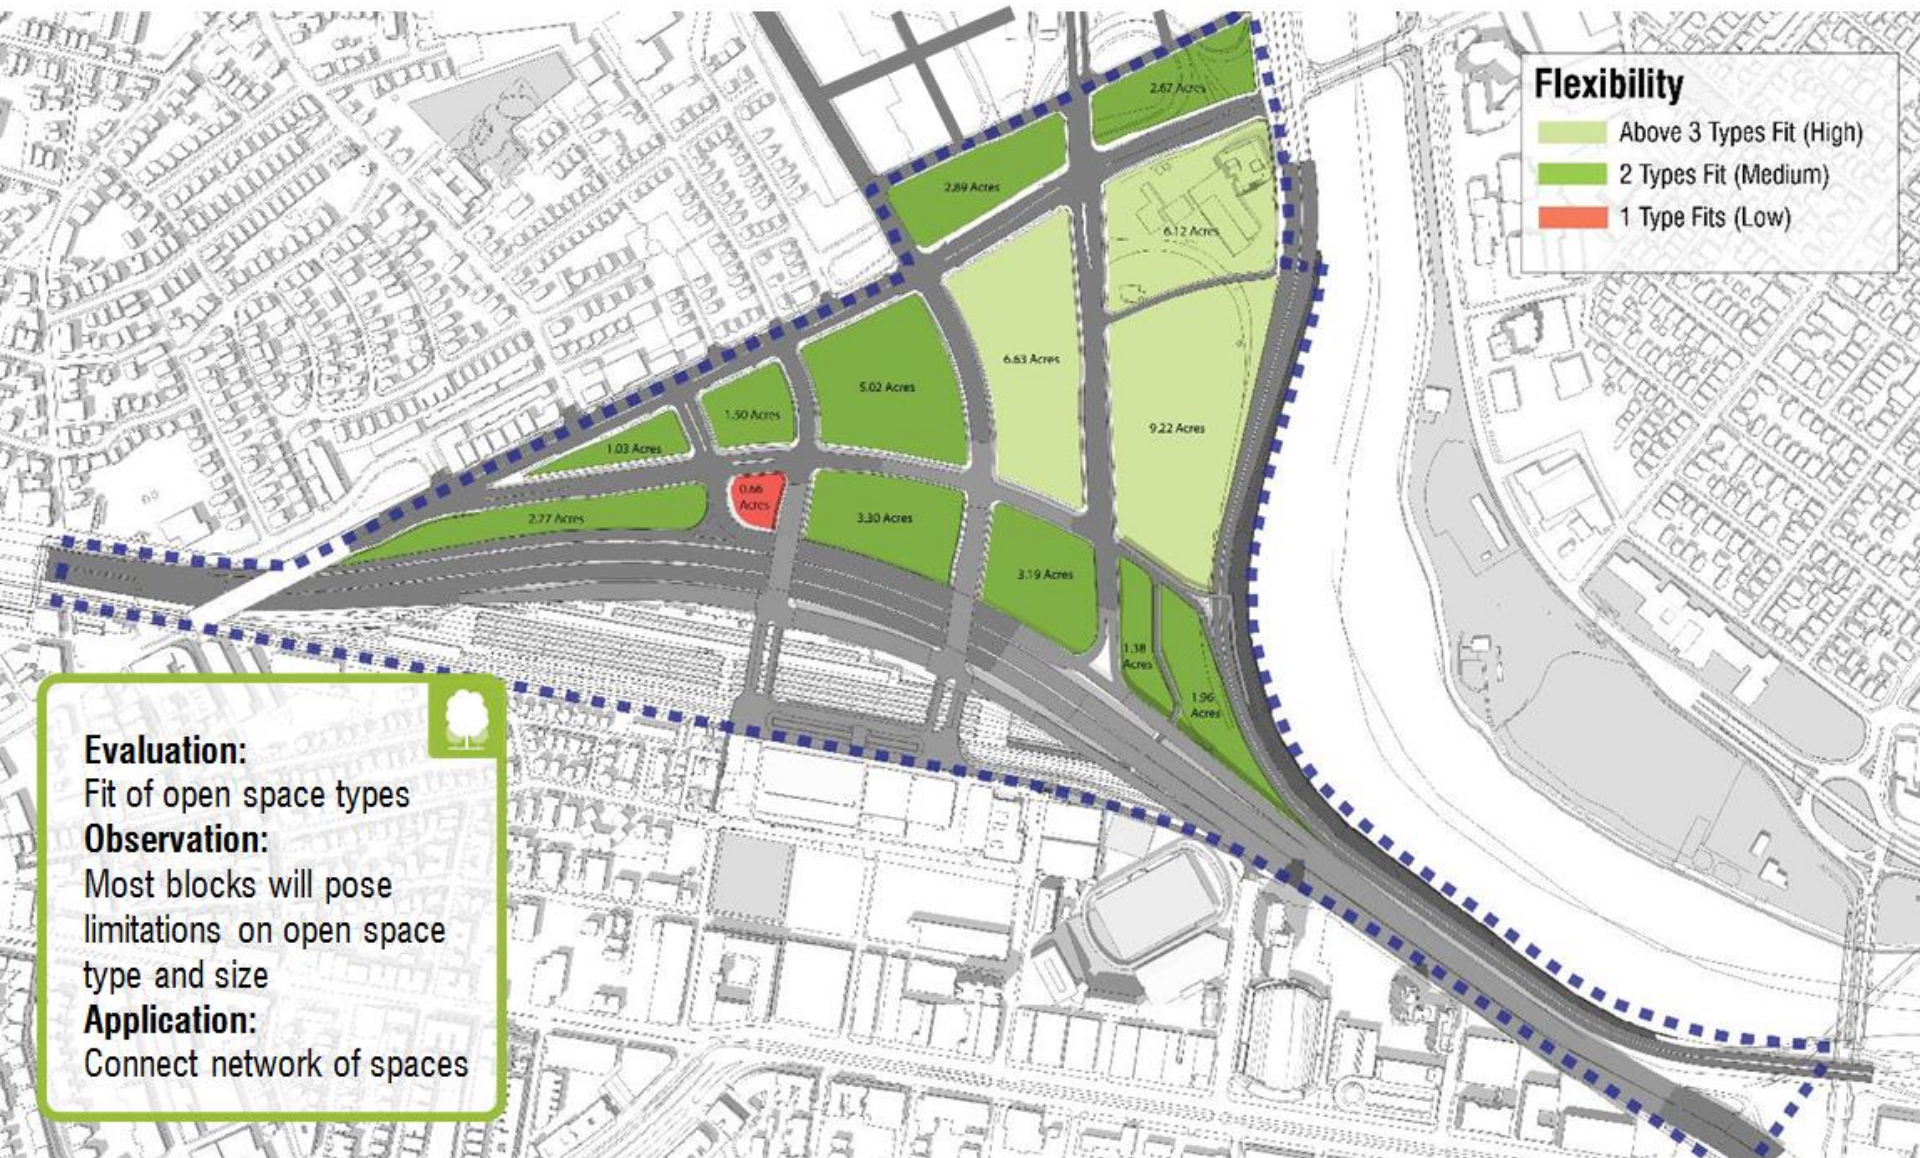 2.67 Acres
2.89 Acres
6.12 Acres
6.63 Acres
5.02 Acres
1.50 Acres
9.22 Acres
1.03 Acres
0.66
Acres
2.77 Acres
3.30 Acres
3.19 Acres
1.38
Acres
1.96
Acres
Flexibility
Above 3 Types Fit (High)
2 Types Fit (Medium)
1 Type Fits (Low)
Evaluation:
Fit of open space types
Observation:
Most blocks will pose
limitations on open space
type and size
Application:
Connect network of spaces